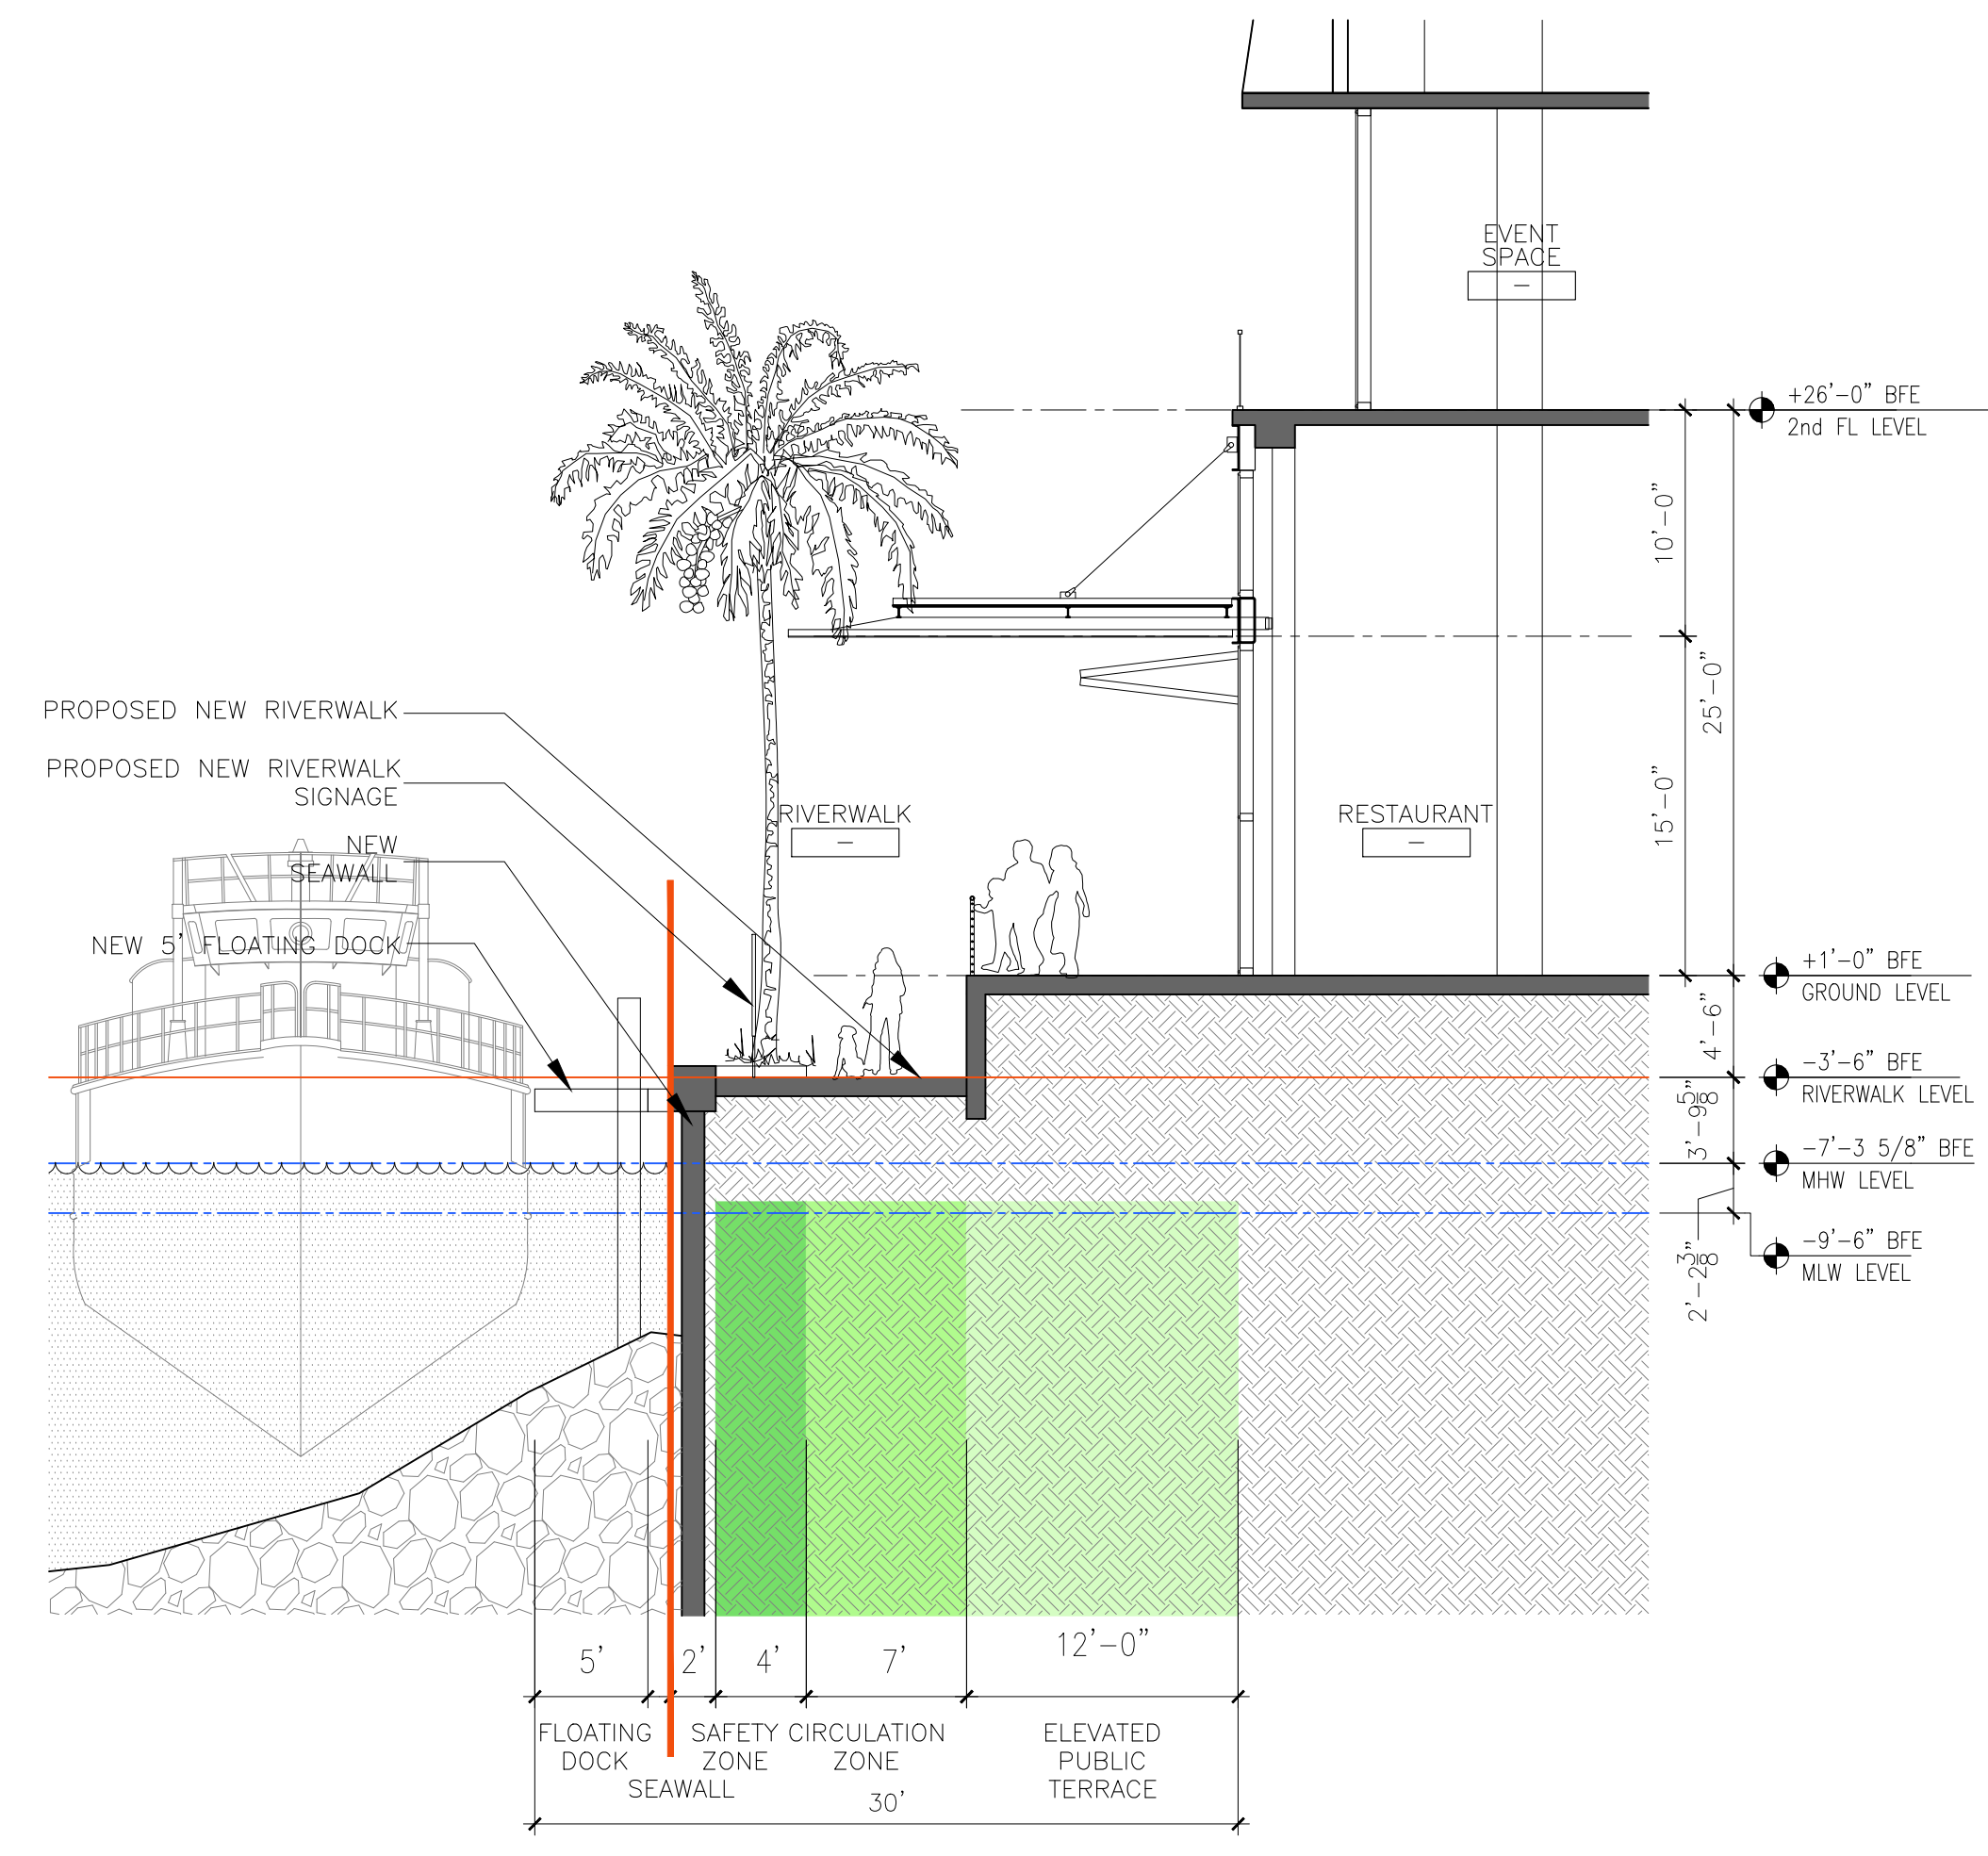 EVENT
SPACE
+26'-0" BFE
2nd FL LEVEL
10'-0"
25'-0"
15'-0"
PROPOSED NEW RIVERWALK
PROPOSED NEW RIVERWALK
SIGNAGE
NEW
SEAWALL
NEW 5' FLOATING DOCK
RIVERWALK
RESTAURANT
+1'-0" BFE
GROUND LEVEL
4'-6"
-3'-6" BFE
RIVERWALK LEVEL
3'-9 5/8"
-7'-3 5/8" BFE
MHW LEVEL
2'-2 3/8"
-9'-6" BFE
MLW LEVEL
5'
2'
4'
7'
12'-0"
FLOATING
DOCK
SEAWALL
SAFETY
ZONE
CIRCULATION
ZONE
ELEVATED
PUBLIC
TERRACE
30'